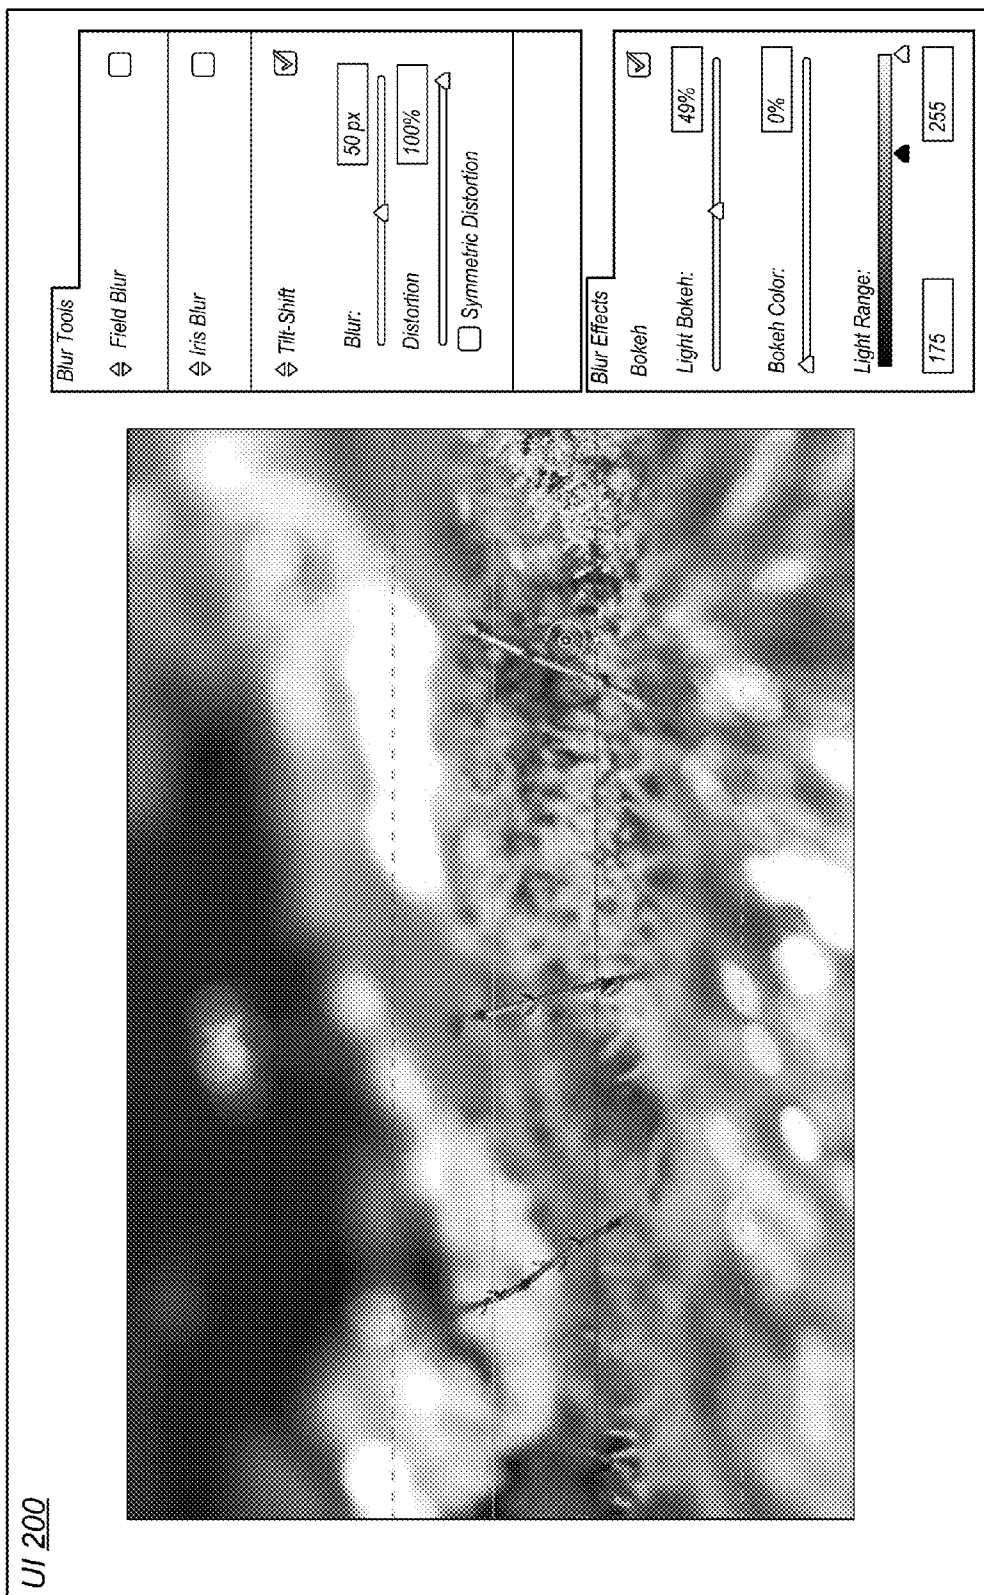 UI 200
Blur Tools
Field Blur
Iris Blur
Tilt-Shift
Blur:
50 px
Distortion
100%
Symmetric Distortion
Blur Effects
Bokeh
Light Bokeh:
49%
Bokeh Color:
0%
Light Range:
175
255